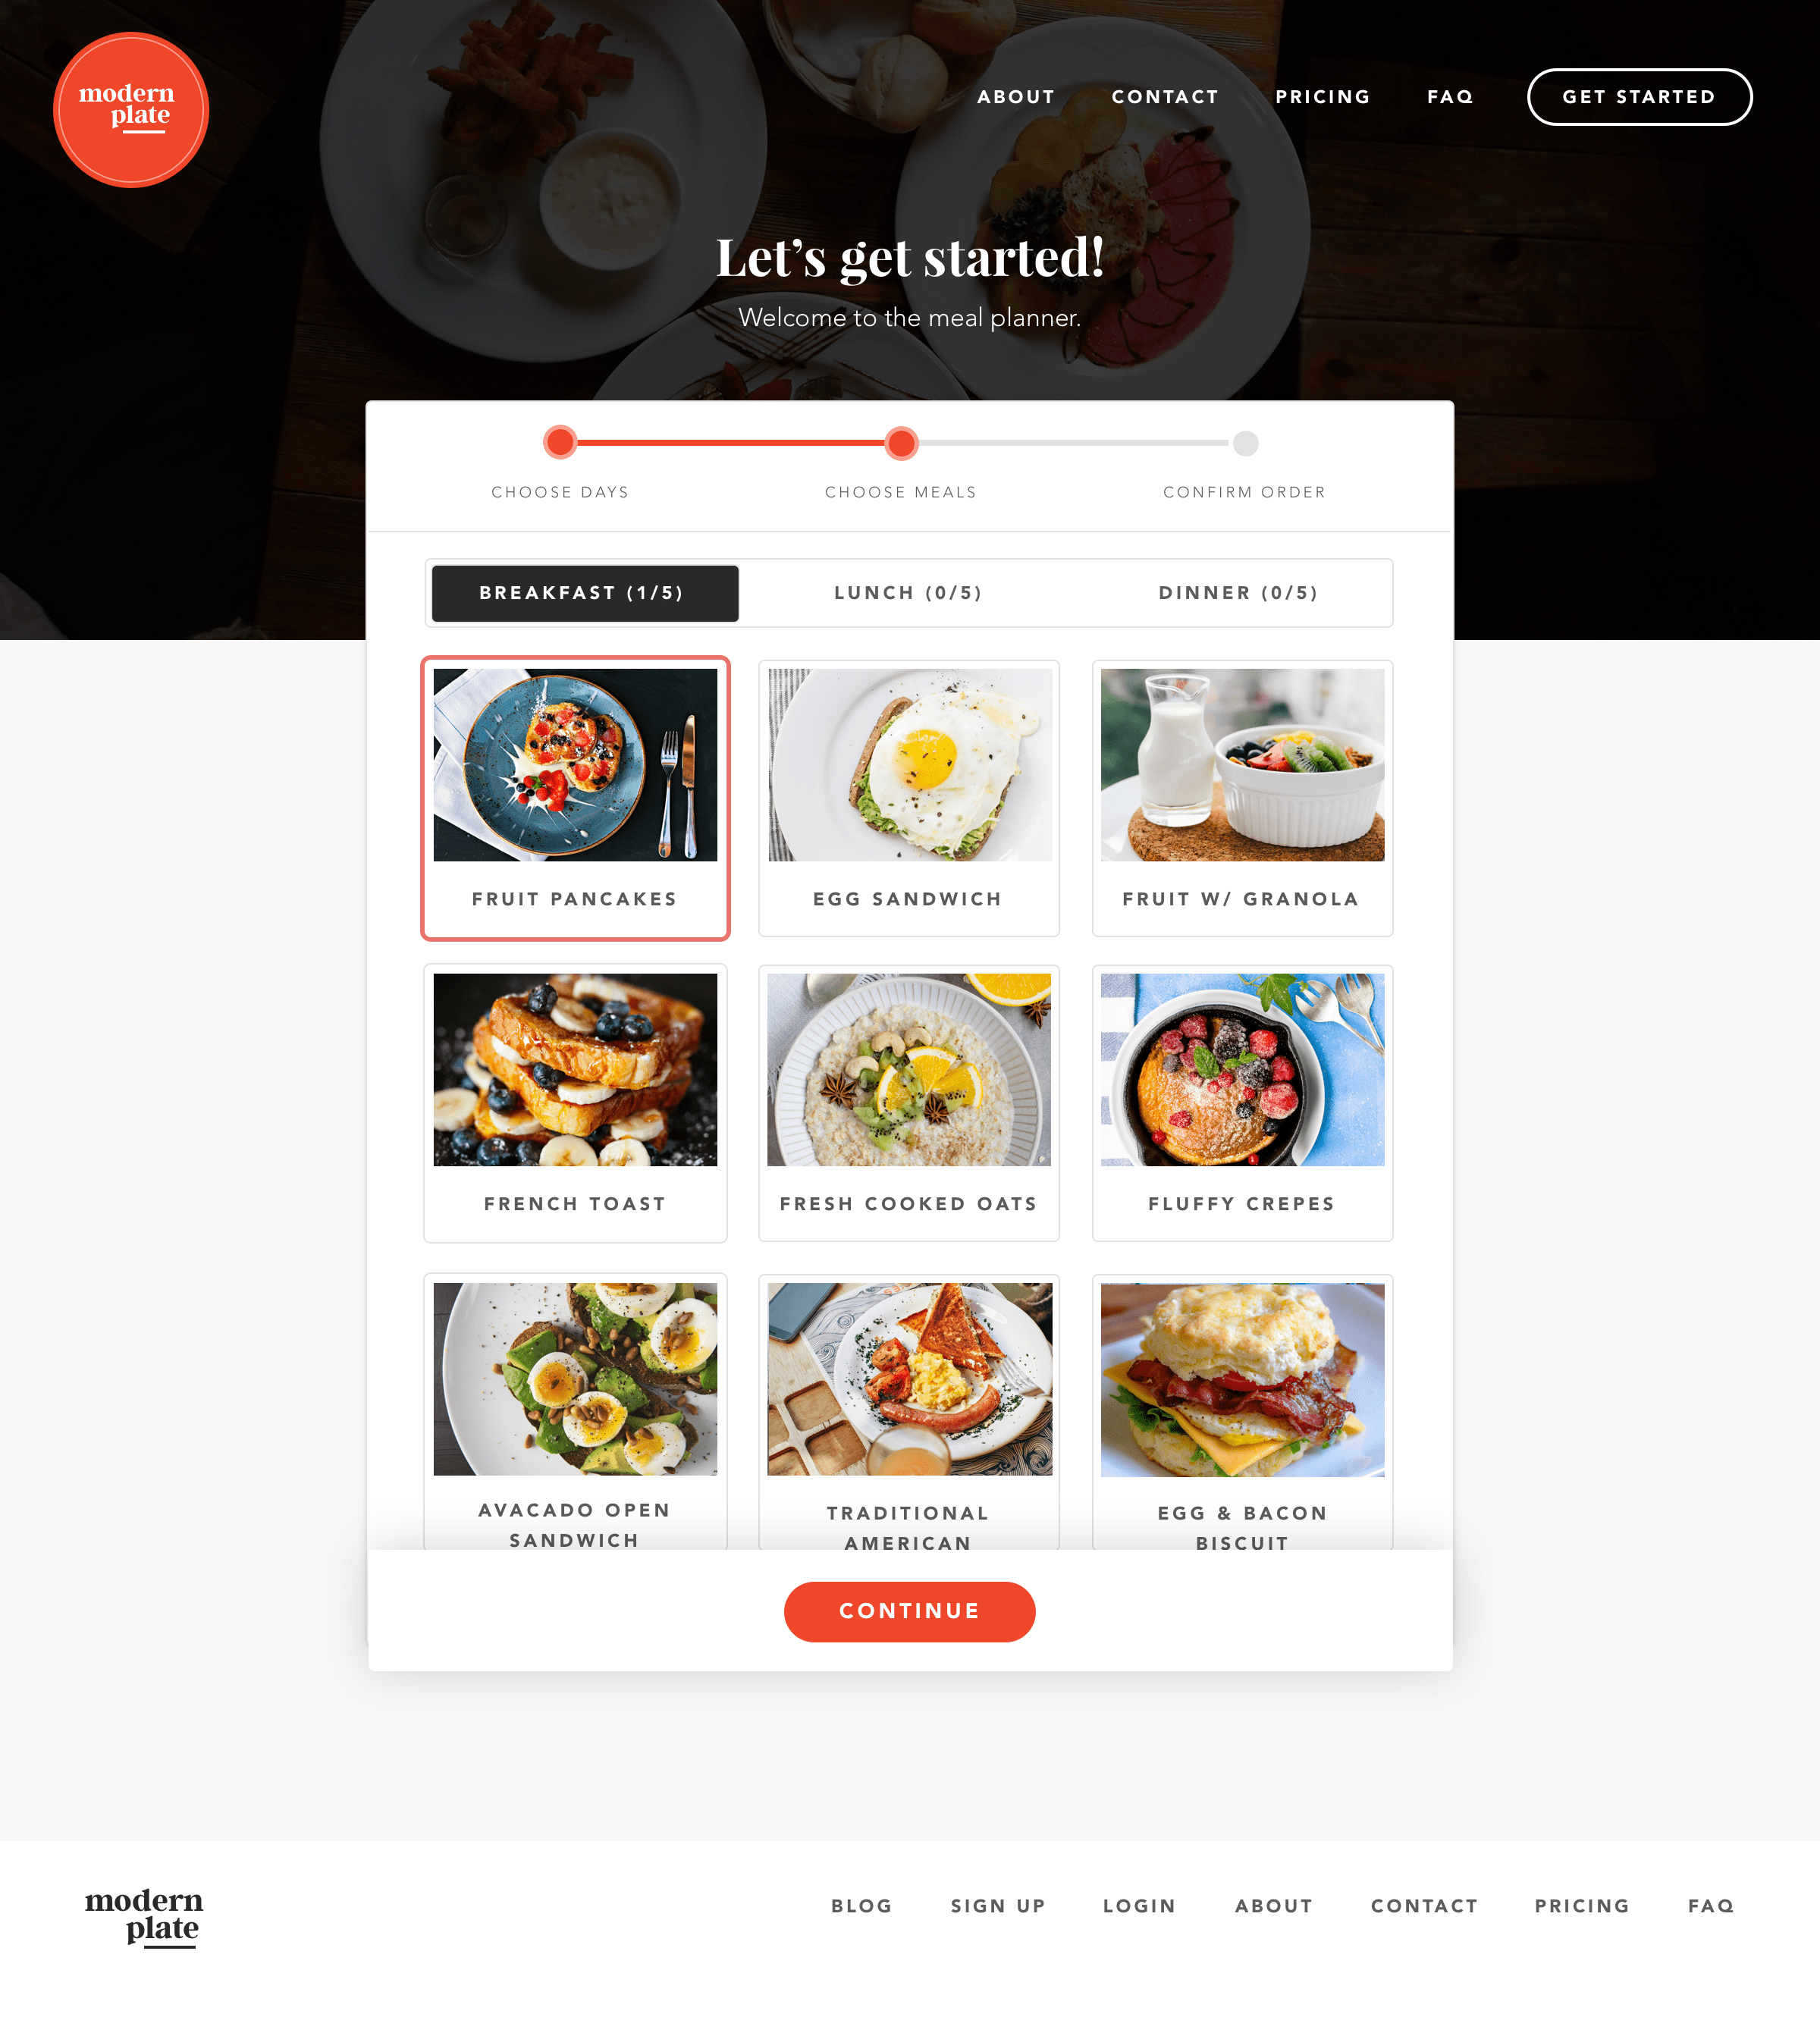 modern
plate
ABOUT CONTACT PRICING FAQ GET STARTED
Let’s get started!
Welcome to the meal planner.
CHOOSE DAYS CHOOSE MEALS CONFIRM ORDER
BREAKFAST (1/5) LUNCH (0/5) DINNER (0/5)
FRUIT PANCAKES EGG SANDWICH FRUIT W/ GRANOLA
FRENCH TOAST FRESH COOKED OATS FLUFFY CREPES
AVACADO OPEN
SANDWICH
TRADITIONAL
AMERICAN
EGG & BACON
BISCUIT
CONTINUE
modern
plate
BLOG SIGN UP LOGIN ABOUT CONTACT PRICING FAQ